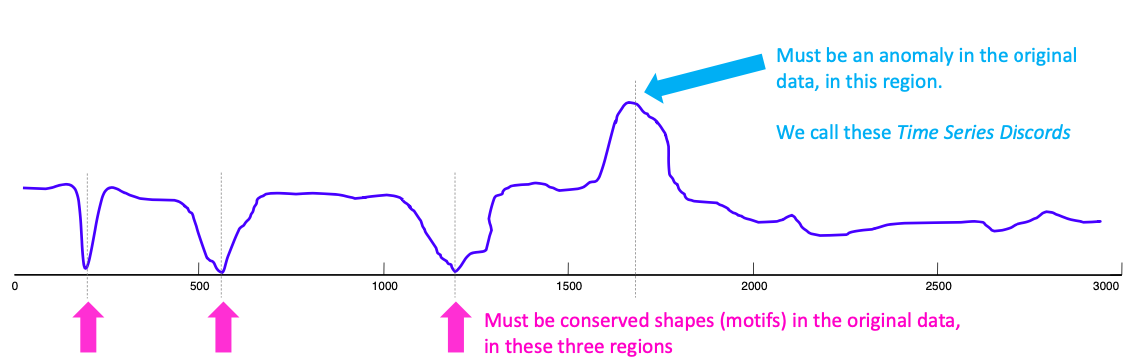 Must be an anomaly in the original
data, in this region.
We call these Time Series Discords
0 500 1000 1500 2000 2500 3000
Must be conserved shapes (motifs) in the original data,
in these three regions